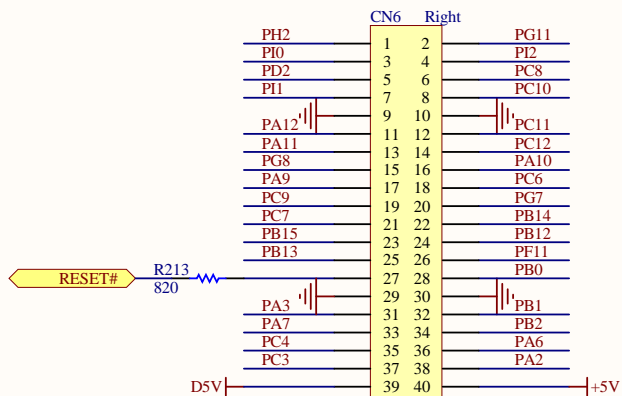 CN6 Right
PH2 1 2 PG11
PI0 3 4 PI2
PD2 5 6 PC8
PI1 7 8 PC10
9 10
PA12 11 12 PC11
PA11 13 14 PC12
PG8 15 16 PA10
PA9 17 18 PC6
PC9 19 20 PG7
PC7 21 22 PB14
PB15 23 24 PB12
PB13 25 26 PF11
RESET# R213 27 28 PB0
820
29 30
PA3 31 32 PB1
PA7 33 34 PB2
PC4 35 36 PA6
PC3 37 38 PA2
D5V 39 40 +5V